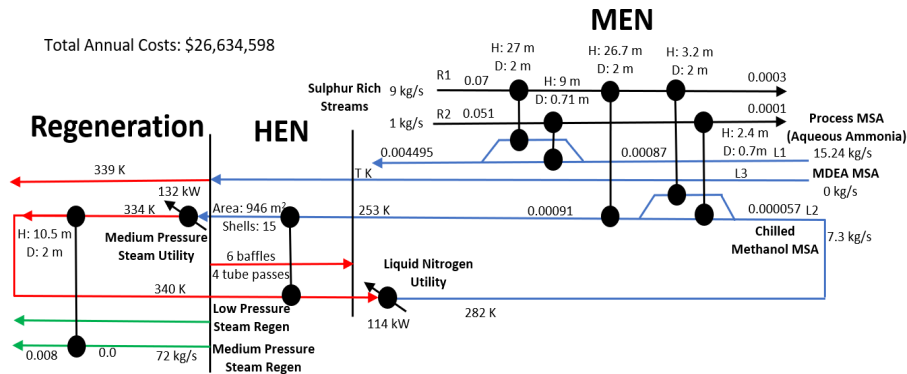 MEN
Total Annual Costs: $26,634,598
H: 27 m
D: 2 m
H: 26.7 m
D: 2 m
H: 3.2 m
D: 2 m
Sulphur Rich
Streams
9 kg/s
R1
0.07
H: 9 m
D: 0.71 m
0.0003
1 kg/s
R2
0.051
0.0001
Process MSA
(Aqueous Ammonia)
15.24 kg/s
H: 2.4 m
D: 0.7m
Regeneration
HEN
0.004495
0.00087
L1
339 K
T K
L3
MDEA MSA
0 kg/s
132 kW
334 K
Area: 946 m²
Shells: 15
253 K
0.00091
0.000057
L2
Chilled
Methanol MSA
7.3 kg/s
H: 10.5 m
D: 2 m
Medium Pressure
Steam Utility
6 baffles
4 tube passes
Liquid Nitrogen
Utility
340 K
282 K
114 kW
Low Pressure
Steam Regen
0.008
0.0
72 kg/s
Medium Pressure
Steam Regen